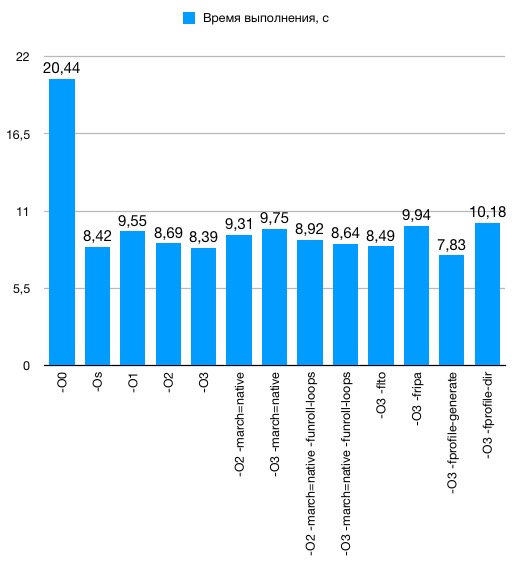 Время выполнения, с
22
16,5
11
5,5
0
20,44
8,42
9,55
8,69
8,39
9,31
9,75
8,92
8,64
8,49
9,94
7,83
10,18
-O0
-Os
-O1
-O2
-O3
-O2 -march=native
-O3 -march=native
-O2 -march=native -funroll-loops
-O3 -march=native -funroll-loops
-O3 -flto
-O3 -fripa
-O3 -fprofile-generate
-O3 -fprofile-dir